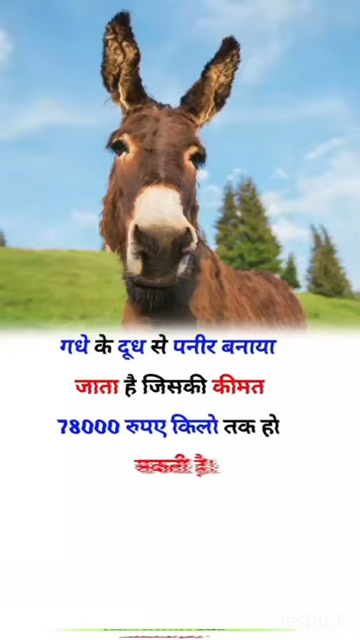 गधे के दूध से पनीर बनाया
जाता है जिसकी कीमत
78000 रुपए किलो तक हो
सकती है।